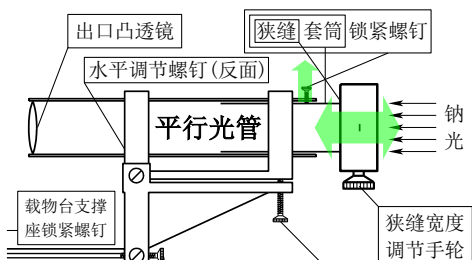 出口凸透镜
狭缝 套筒 锁紧螺钉
水平调节螺钉(反面)
平行光管
钠
光
载物台支撑
座锁紧螺钉
狭缝宽度
调节手轮